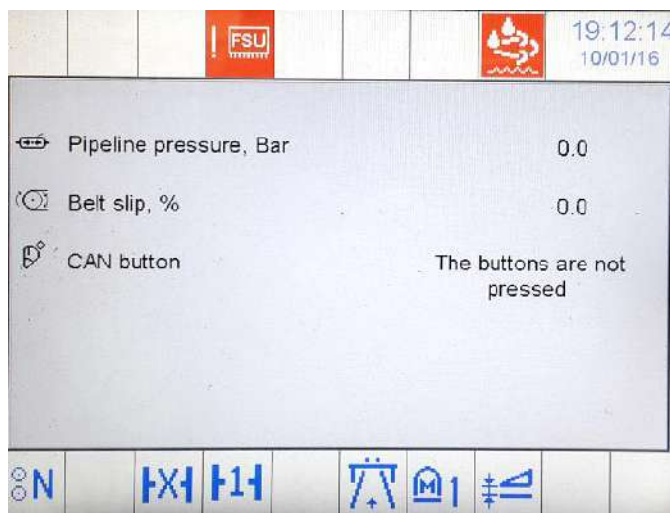 ! FSU
19:12:14
10/01/16
Pipeline pressure, Bar 0.0
Belt slip, % 0.0
CAN button The buttons are not
pressed
N X 1 M 1